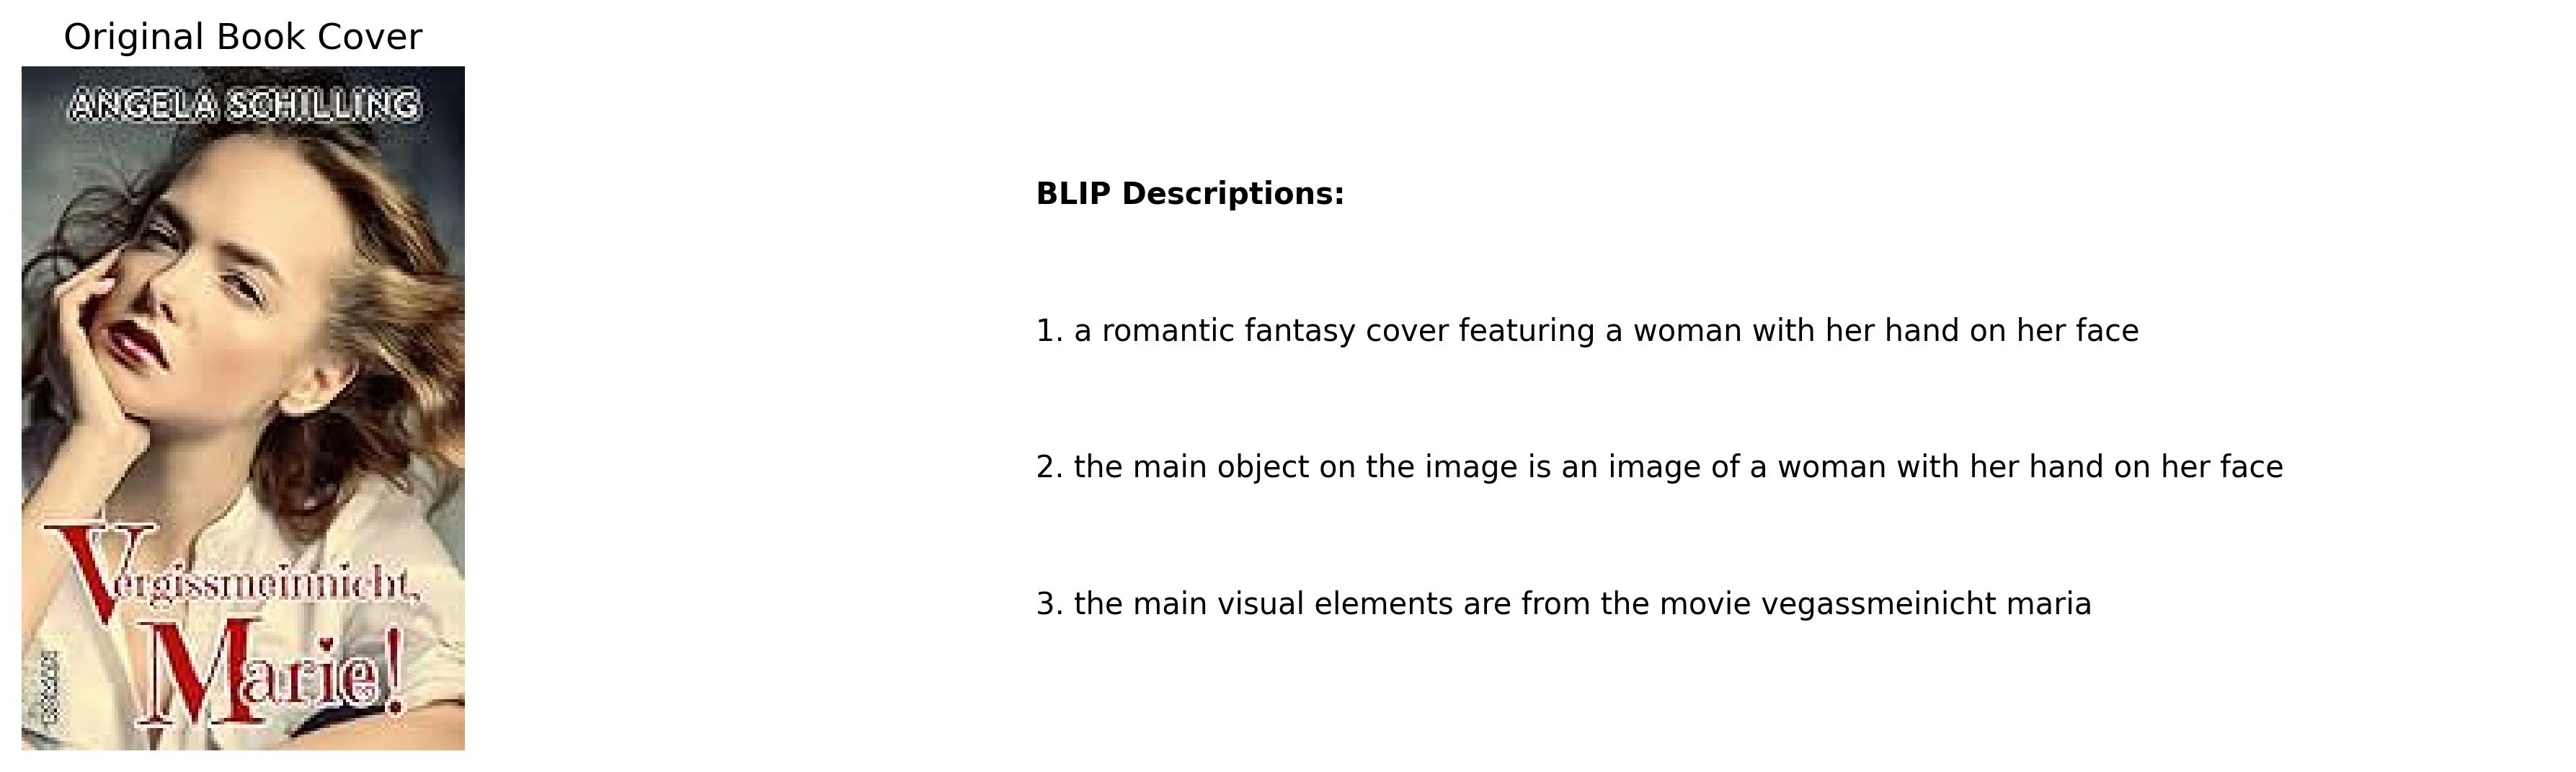 Original Book Cover
ANGELA SCHILLING
Vergissmeinnicht,
Marie!
BLIP Descriptions:
1. a romantic fantasy cover featuring a woman with her hand on her face
2. the main object on the image is an image of a woman with her hand on her face
3. the main visual elements are from the movie vegassmeinicht maria